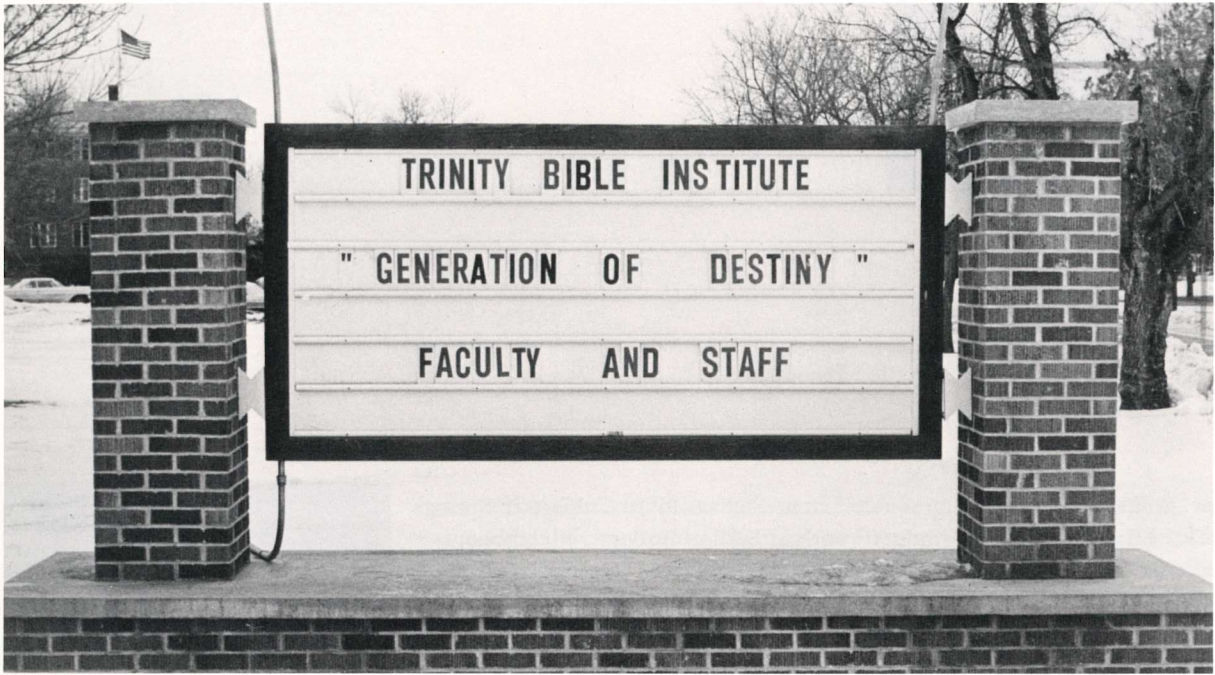 TRINITY BIBLE INSTITUTE
" GENERATION OF DESTINY "
FACULTY AND STAFF